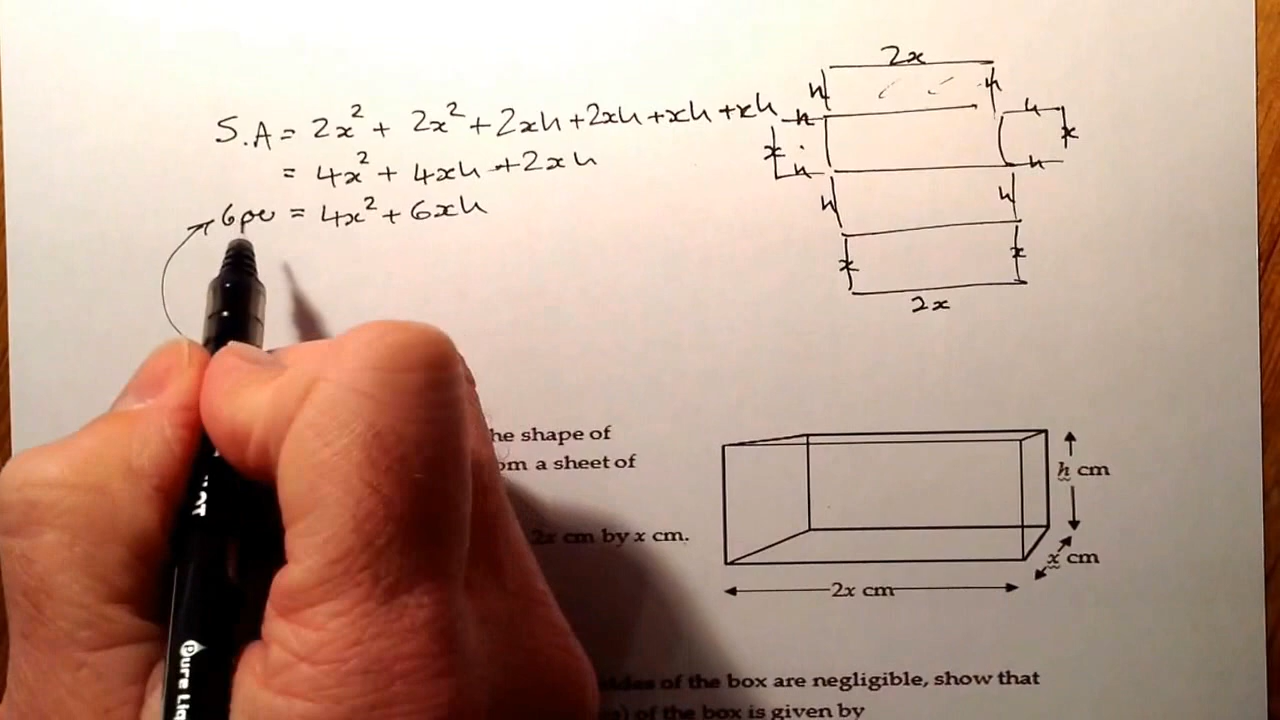 2x
S.A = 2x² + 2x² + 2xh + 2xh + xh + xh
= 4x² + 4xh + 2xh
= 4x² + 6xh
h
h
h
h
x
x
h
h
h
h
x
x
2x
he shape of
om a sheet of
2x cm by x cm.
h cm
x cm
2x cm
of the box are negligible, show that
of the box is given by
Pure Liq